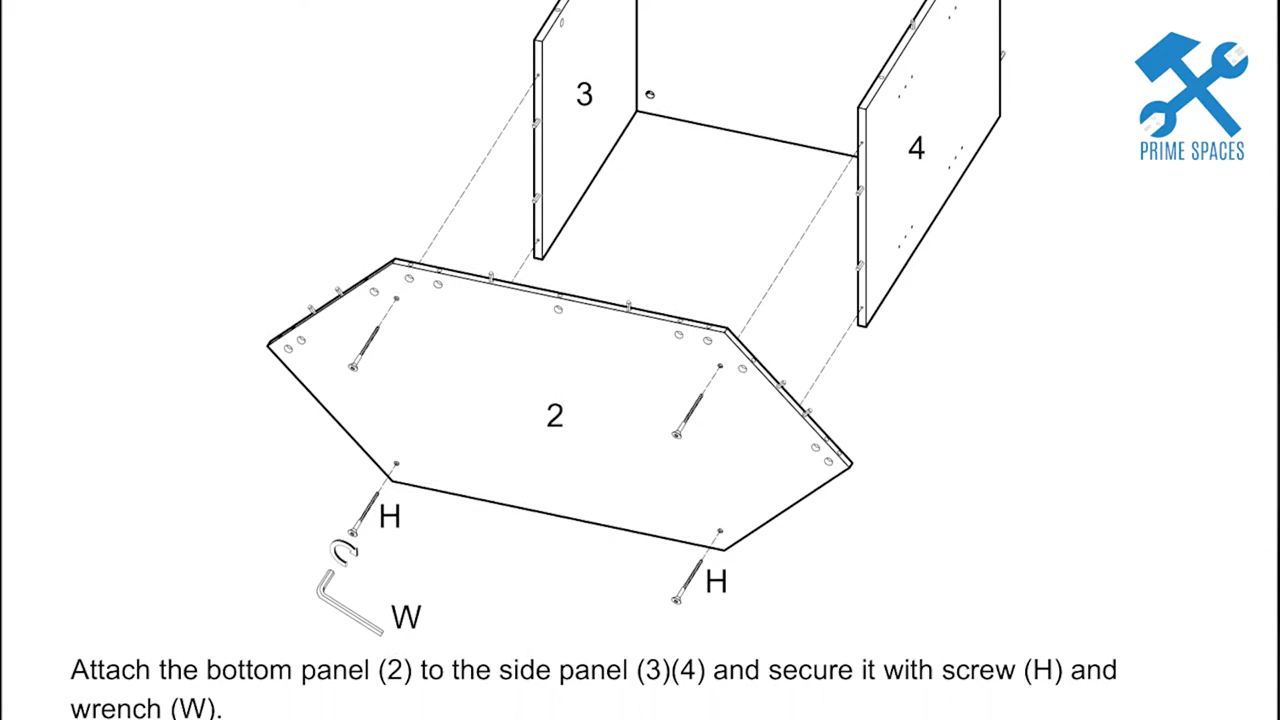 3
4
PRIME SPACES
2
H
H
W
Attach the bottom panel (2) to the side panel (3)(4) and secure it with screw (H) and
wrench (W).